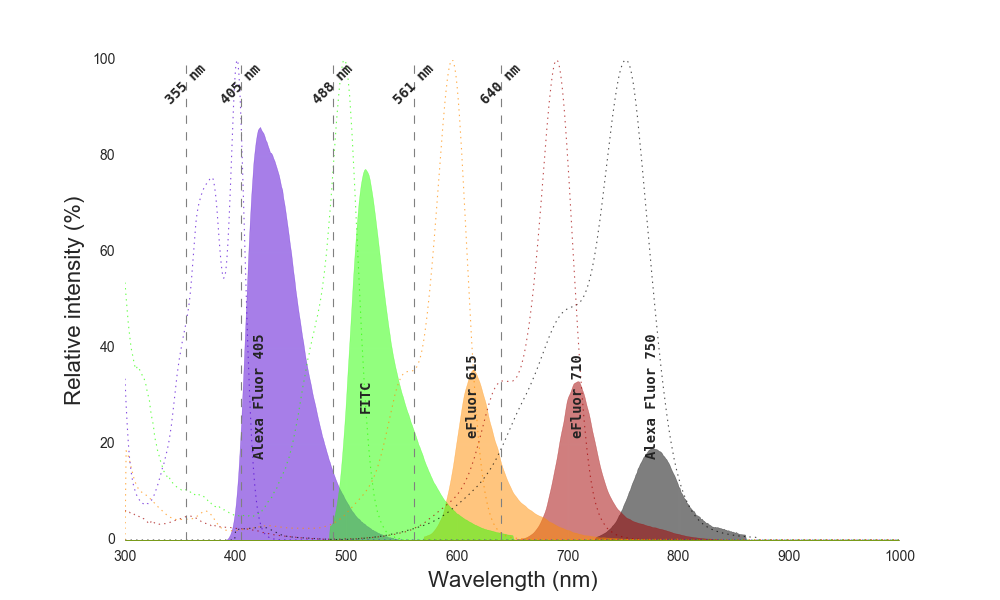 100
80
60
40
20
0
Relative intensity (%)
355 nm
405 nm
488 nm
561 nm
640 nm
Alexa Fluor 405
FITC
eFluor 615
eFluor 710
Alexa Fluor 750
300 400 500 600 700 800 900 1000
Wavelength (nm)